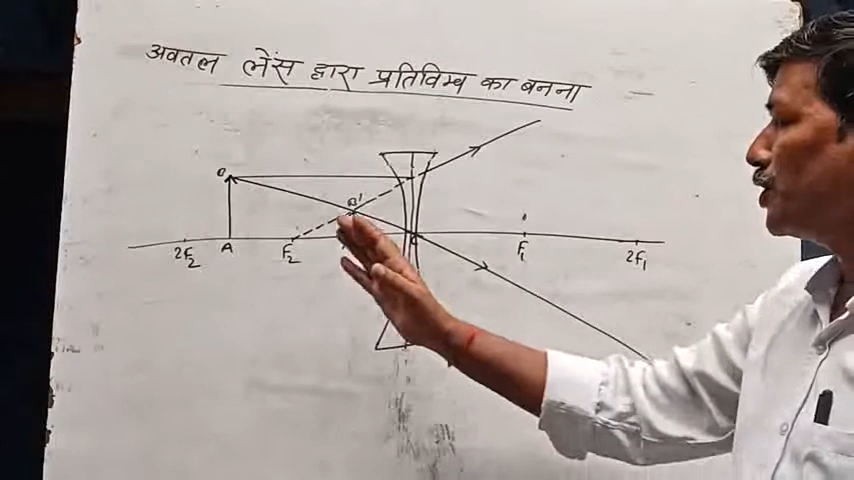 अवतल लेंस द्वारा प्रतिविम्ब का बनना
B B'
2F₂ A F₂ C F₁ 2F₁